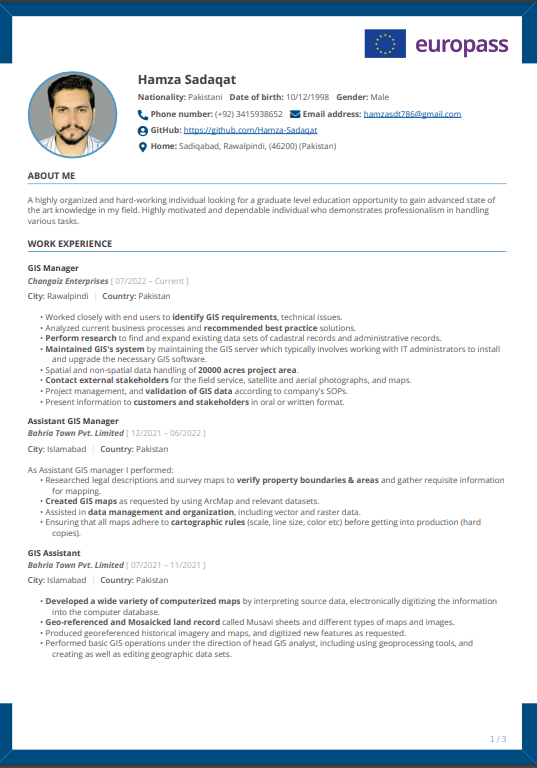 europass
Hamza Sadaqat
Nationality: Pakistani Date of birth: 10/12/1998 Gender: Male
Phone number: (+92) 3415938652 Email address: hamzasdt786@gmail.com
GitHub: https://github.com/Hamza-Sadaqat
Home: Sadiqabad, Rawalpindi, (46200) (Pakistan)
ABOUT ME
A highly organized and hard-working individual looking for a graduate level education opportunity to gain advanced state of
the art knowledge in my field. Highly motivated and dependable individual who demonstrates professionalism in handling
various tasks.
WORK EXPERIENCE
GIS Manager
Changaiz Enterprises [ 07/2022 – Current ]
City: Rawalpindi | Country: Pakistan
• Worked closely with end users to identify GIS requirements, technical issues.
• Analyzed current business processes and recommended best practice solutions.
• Perform research to find and expand existing data sets of cadastral records and administrative records.
• Maintained GIS's system by maintaining the GIS server which typically involves working with IT administrators to install
and upgrade the necessary GIS software.
• Spatial and non-spatial data handling of 20000 acres project area.
• Contact external stakeholders for the field service, satellite and aerial photographs, and maps.
• Project management, and validation of GIS data according to company's SOPs.
• Present information to customers and stakeholders in oral or written format.
Assistant GIS Manager
Bahria Town Pvt. Limited [ 12/2021 – 06/2022 ]
City: Islamabad | Country: Pakistan
As Assistant GIS manager I performed:
• Researched legal descriptions and survey maps to verify property boundaries & areas and gather requisite information
for mapping.
• Created GIS maps as requested by using ArcMap and relevant datasets.
• Assisted in data management and organization, including vector and raster data.
• Ensuring that all maps adhere to cartographic rules (scale, line size, color etc) before getting into production (hard
copies).
GIS Assistant
Bahria Town Pvt. Limited [ 07/2021 – 11/2021 ]
City: Islamabad | Country: Pakistan
• Developed a wide variety of computerized maps by interpreting source data, electronically digitizing the information
into the computer database.
• Geo-referenced and Mosaicked land record called Musavi sheets and different types of maps and images.
• Produced georeferenced historical imagery and maps, and digitized new features as requested.
• Performed basic GIS operations under the direction of head GIS analyst, including using geoprocessing tools, and
creating as well as editing geographic data sets.
1 / 3